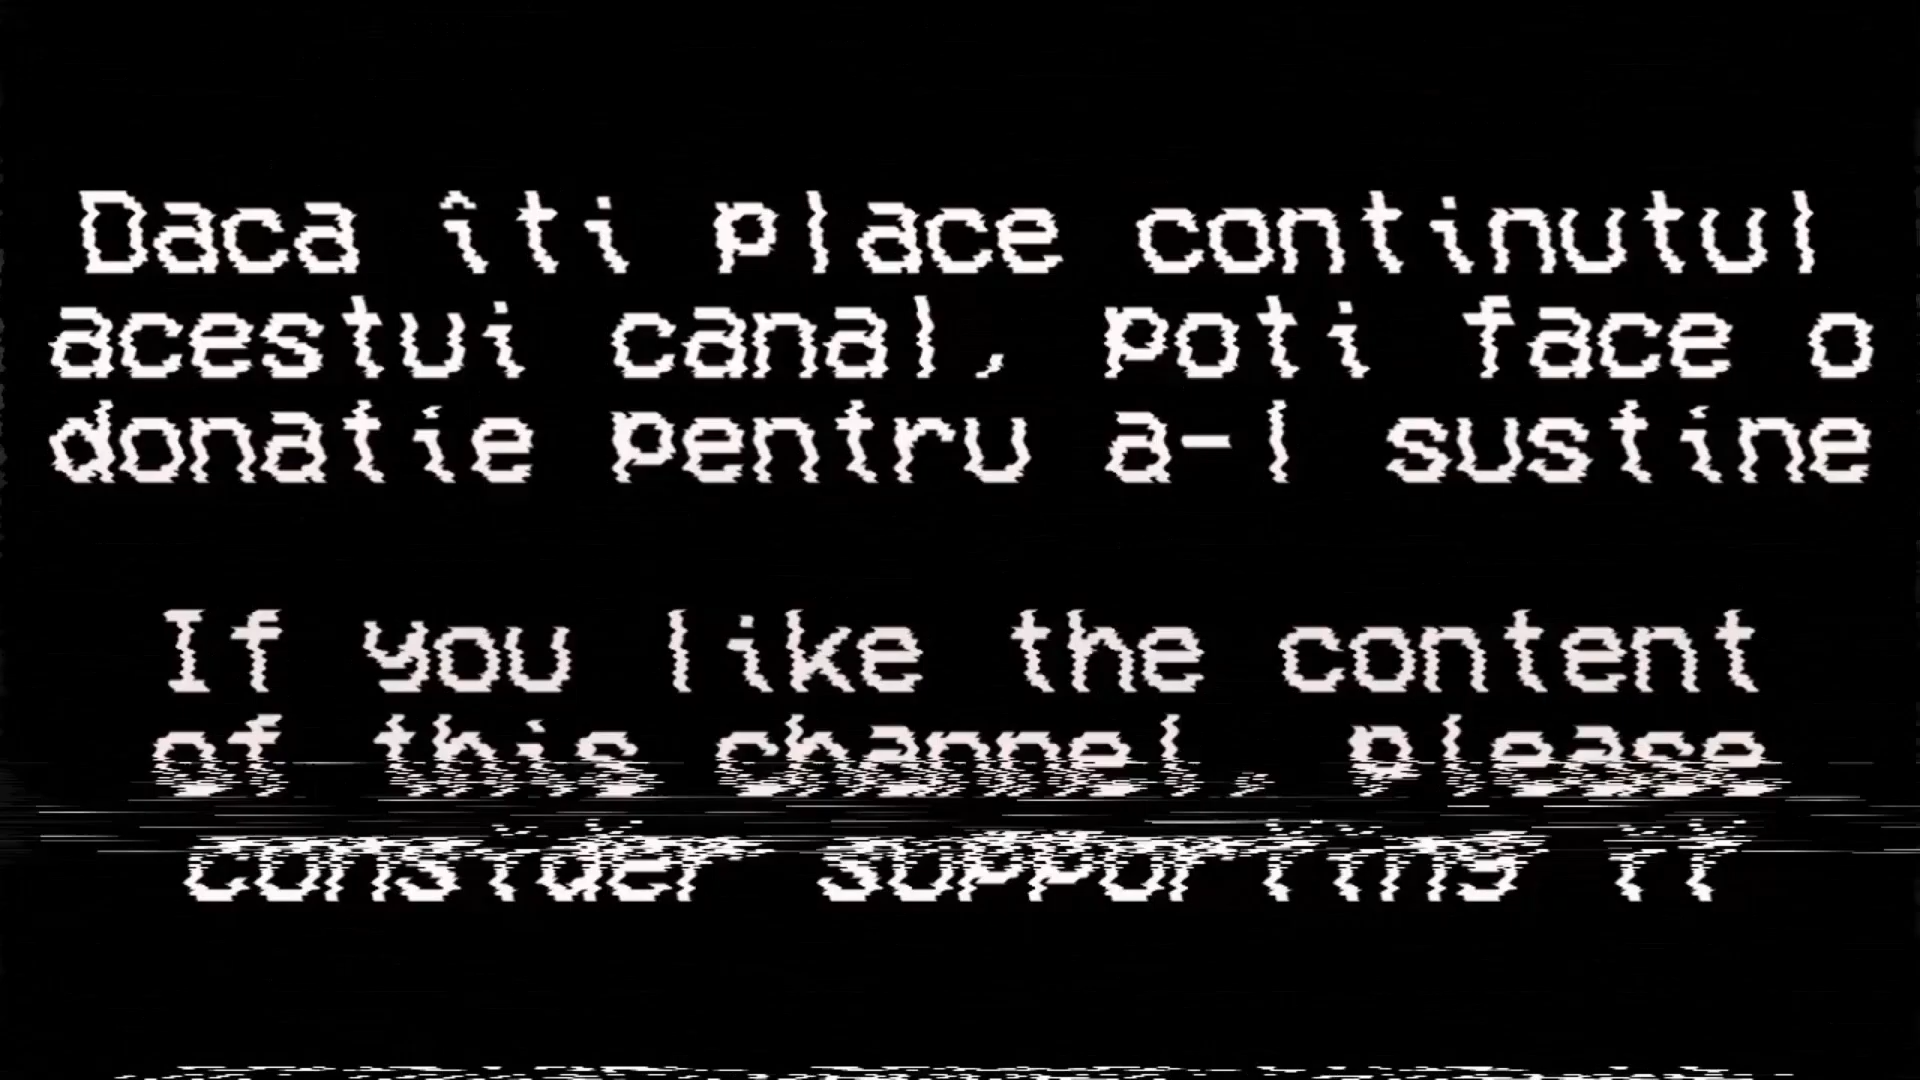 Daca îti place continutul
acestui canal, poti face o
donatie pentru a-l sustine
If you like the content
of this channel, please
consider supporting it